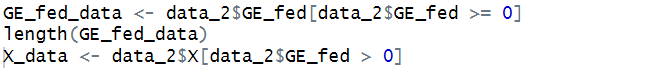 GE_fed_data <- data_2$GE_fed[data_2$GE_fed >= 0]
length(GE_fed_data)
X_data <- data_2$X[data_2$GE_fed > 0]